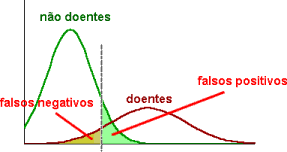 não doentes
falsos positivos
falsos negativos
doentes